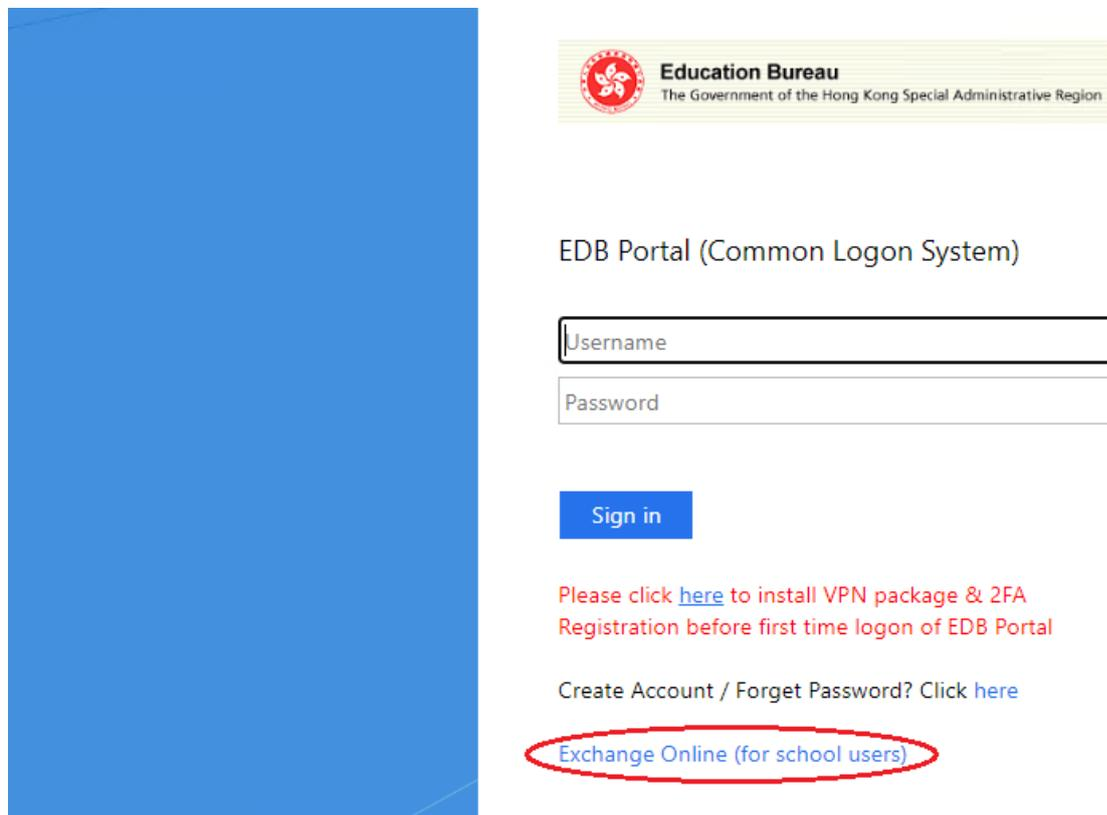 Education Bureau
The Government of the Hong Kong Special Administrative Region
EDB Portal (Common Logon System)
Username
Password
Sign in
Please click here to install VPN package & 2FA
Registration before first time logon of EDB Portal
Create Account / Forget Password? Click here
Exchange Online (for school users)